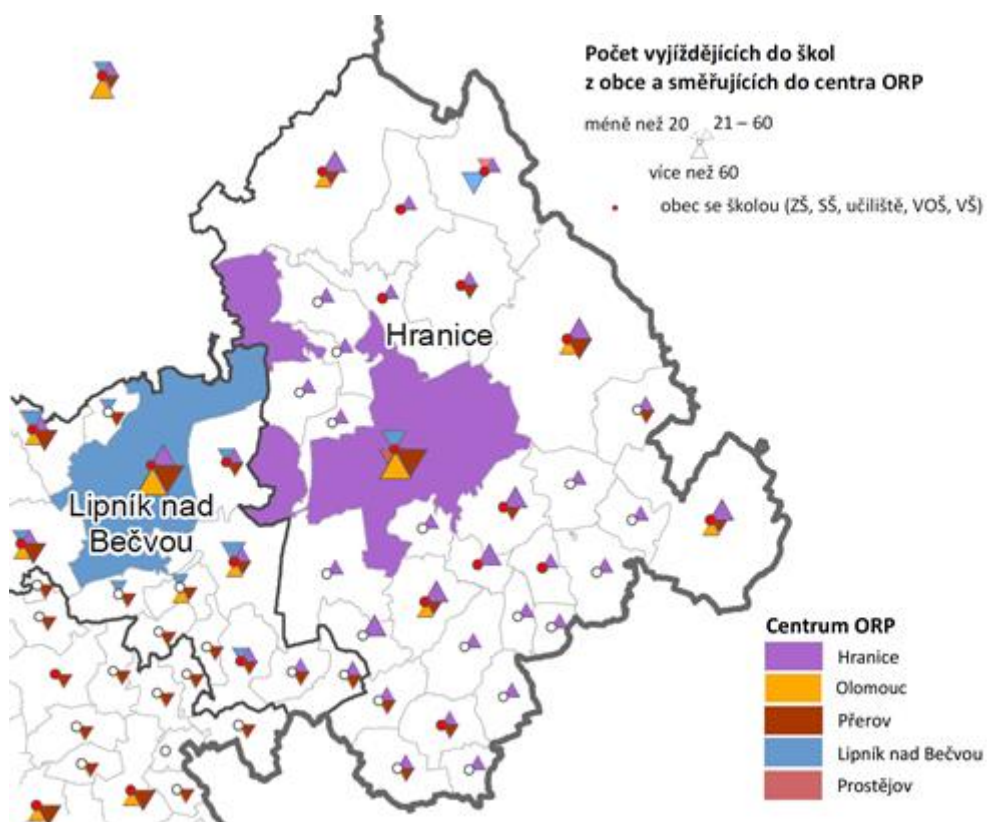 Počet vyjíždějících do škol
z obce a směřujících do centra ORP
méně než 20
21 – 60
více než 60
obec se školou (ZŠ, SŠ, učiliště, VOŠ, VŠ)
Hranice
Lipník nad
Bečvou
Centrum ORP
Hranice
Olomouc
Přerov
Lipník nad Bečvou
Prostějov